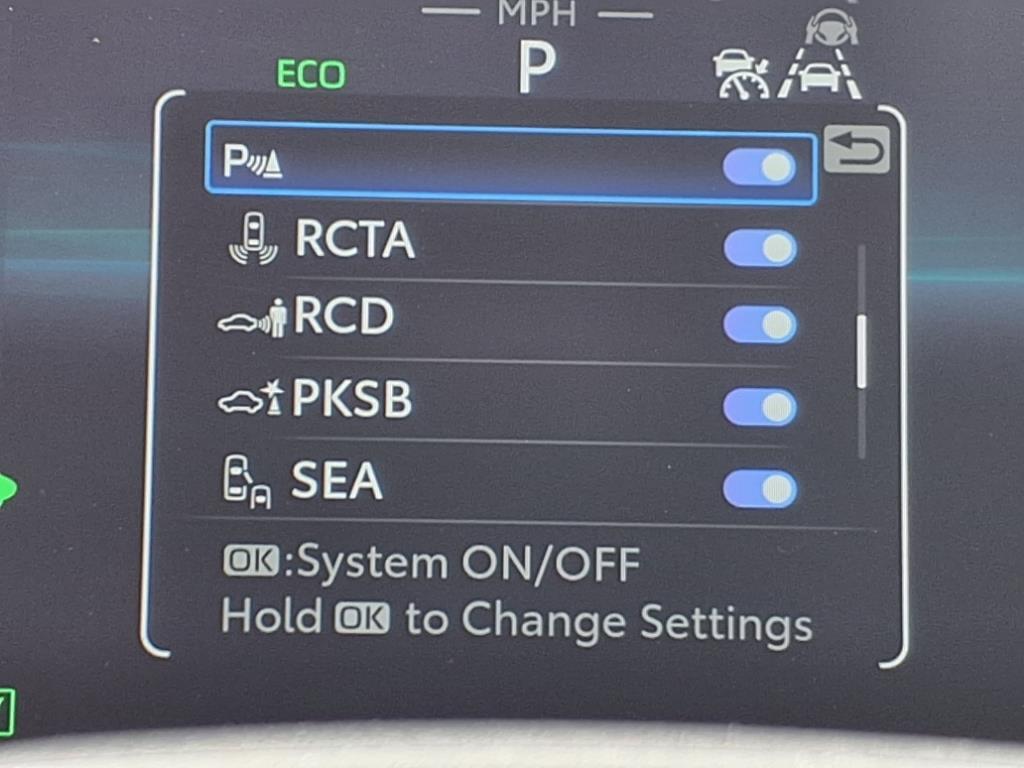 MPH
ECO P
P
RCTA
RCD
PKSB
SEA
OK:System ON/OFF
Hold OK to Change Settings